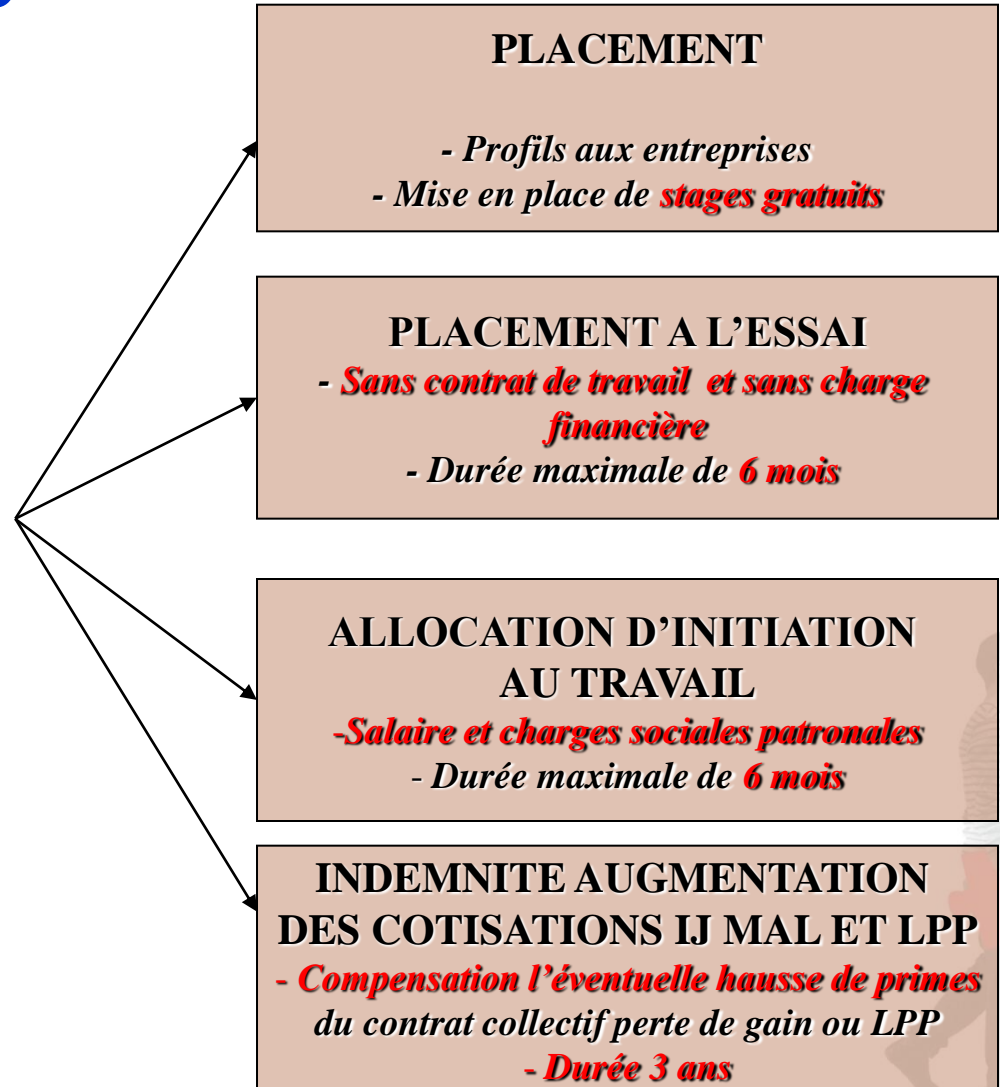 PLACEMENT
- Profils aux entreprises
- Mise en place de stages gratuits
PLACEMENT A L’ESSAI
- Sans contrat de travail et sans charge
financière
- Durée maximale de 6 mois
ALLOCATION D’INITIATION
AU TRAVAIL
-Salaire et charges sociales patronales
- Durée maximale de 6 mois
INDEMNITE AUGMENTATION
DES COTISATIONS IJ MAL ET LPP
- Compensation l’éventuelle hausse de primes
du contrat collectif perte de gain ou LPP
- Durée 3 ans